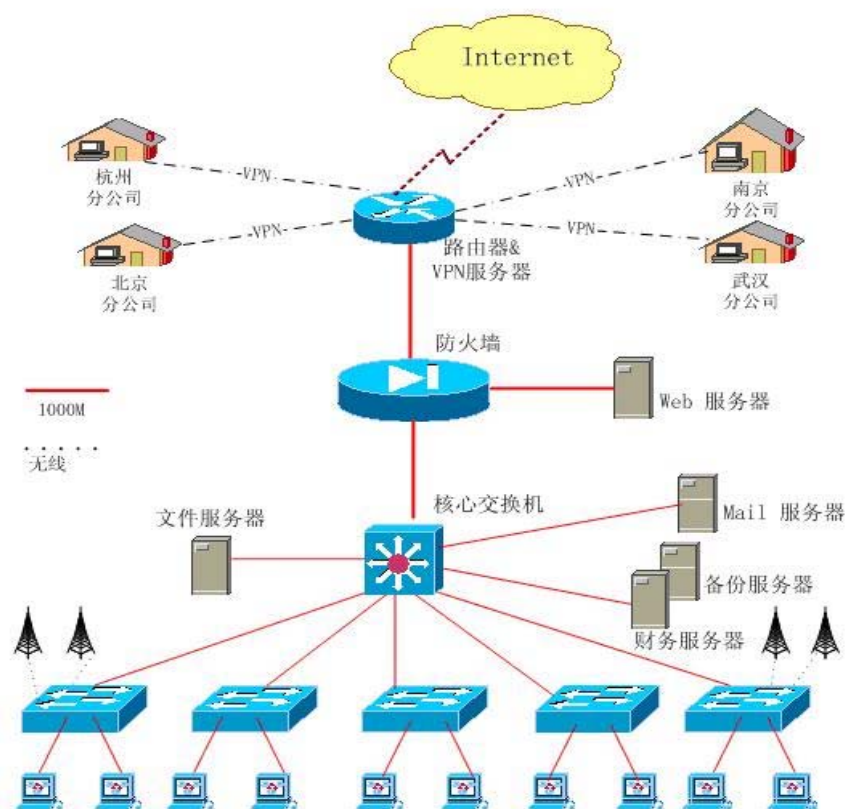 Internet
杭州
分公司
VPN
VPN
南京
分公司
北京
分公司
VPN
VPN
武汉
分公司
路由器&
VPN服务器
防火墙
Web 服务器
1000M
无线
核心交换机
文件服务器
Mail 服务器
备份服务器
财务服务器